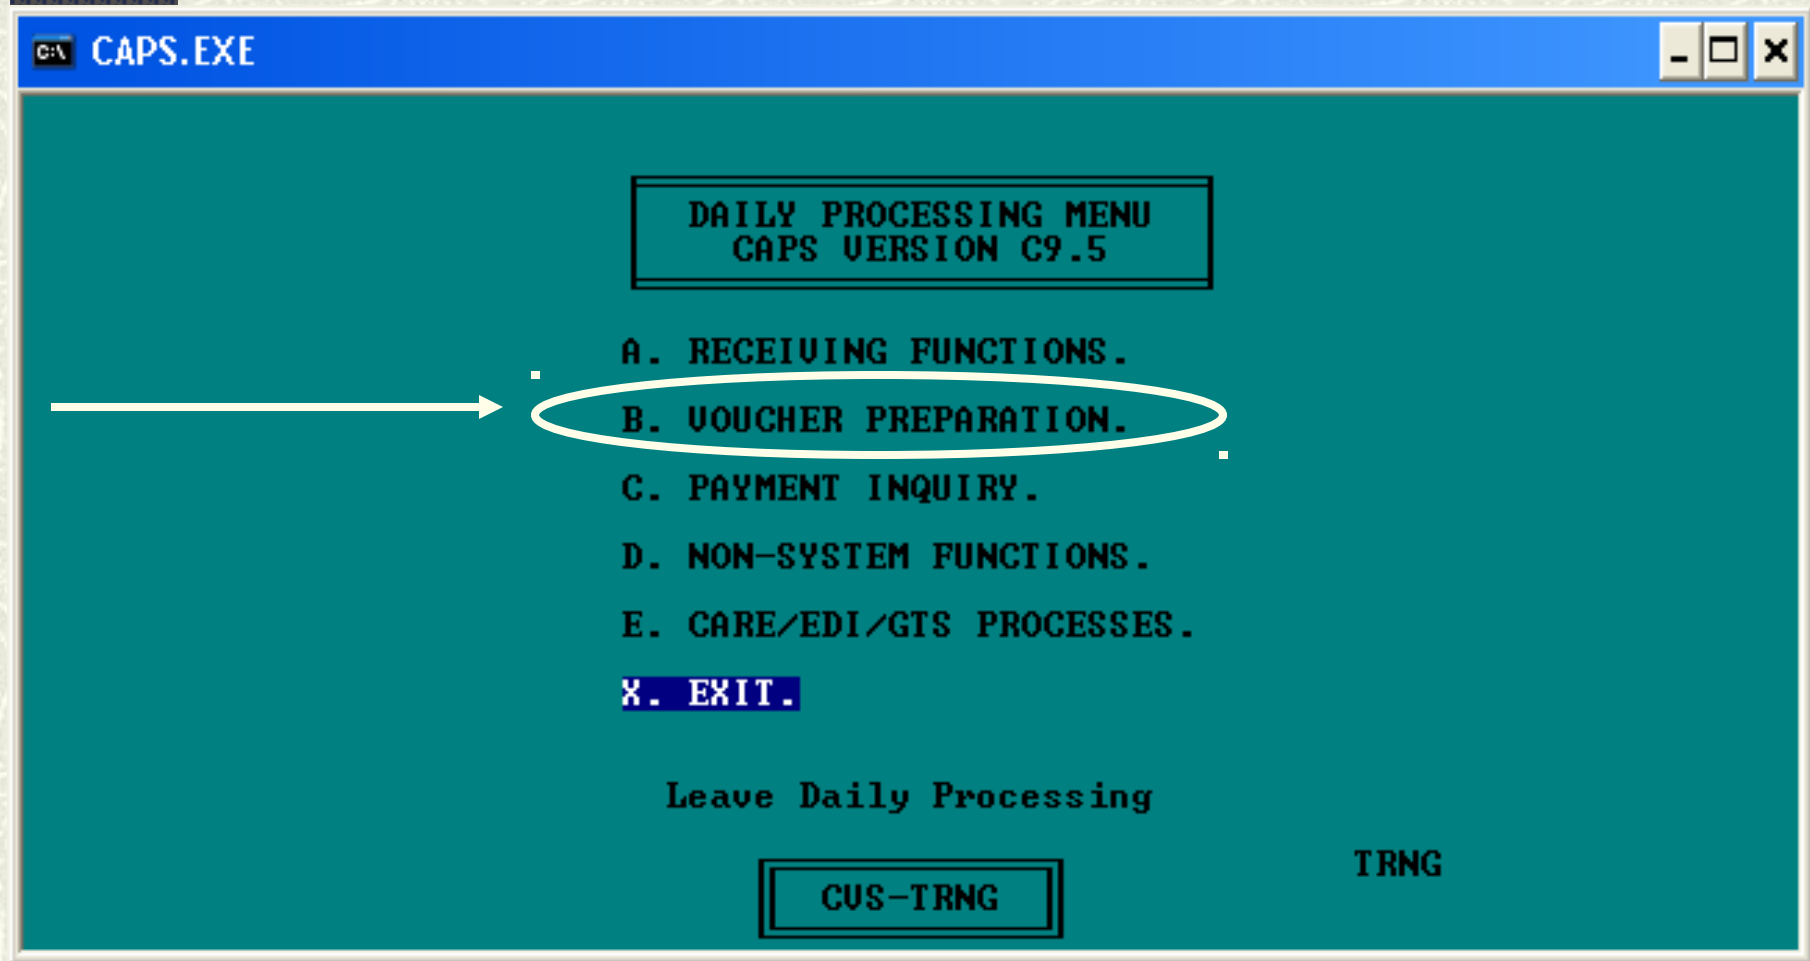 C:\ CAPS.EXE
DAILY PROCESSING MENU
CAPS VERSION C9.5
A. RECEIVING FUNCTIONS.
B. VOUCHER PREPARATION.
C. PAYMENT INQUIRY.
D. NON-SYSTEM FUNCTIONS.
E. CARE/EDI/GTS PROCESSES.
X. EXIT.
Leave Daily Processing
TRNG
CVS-TRNG